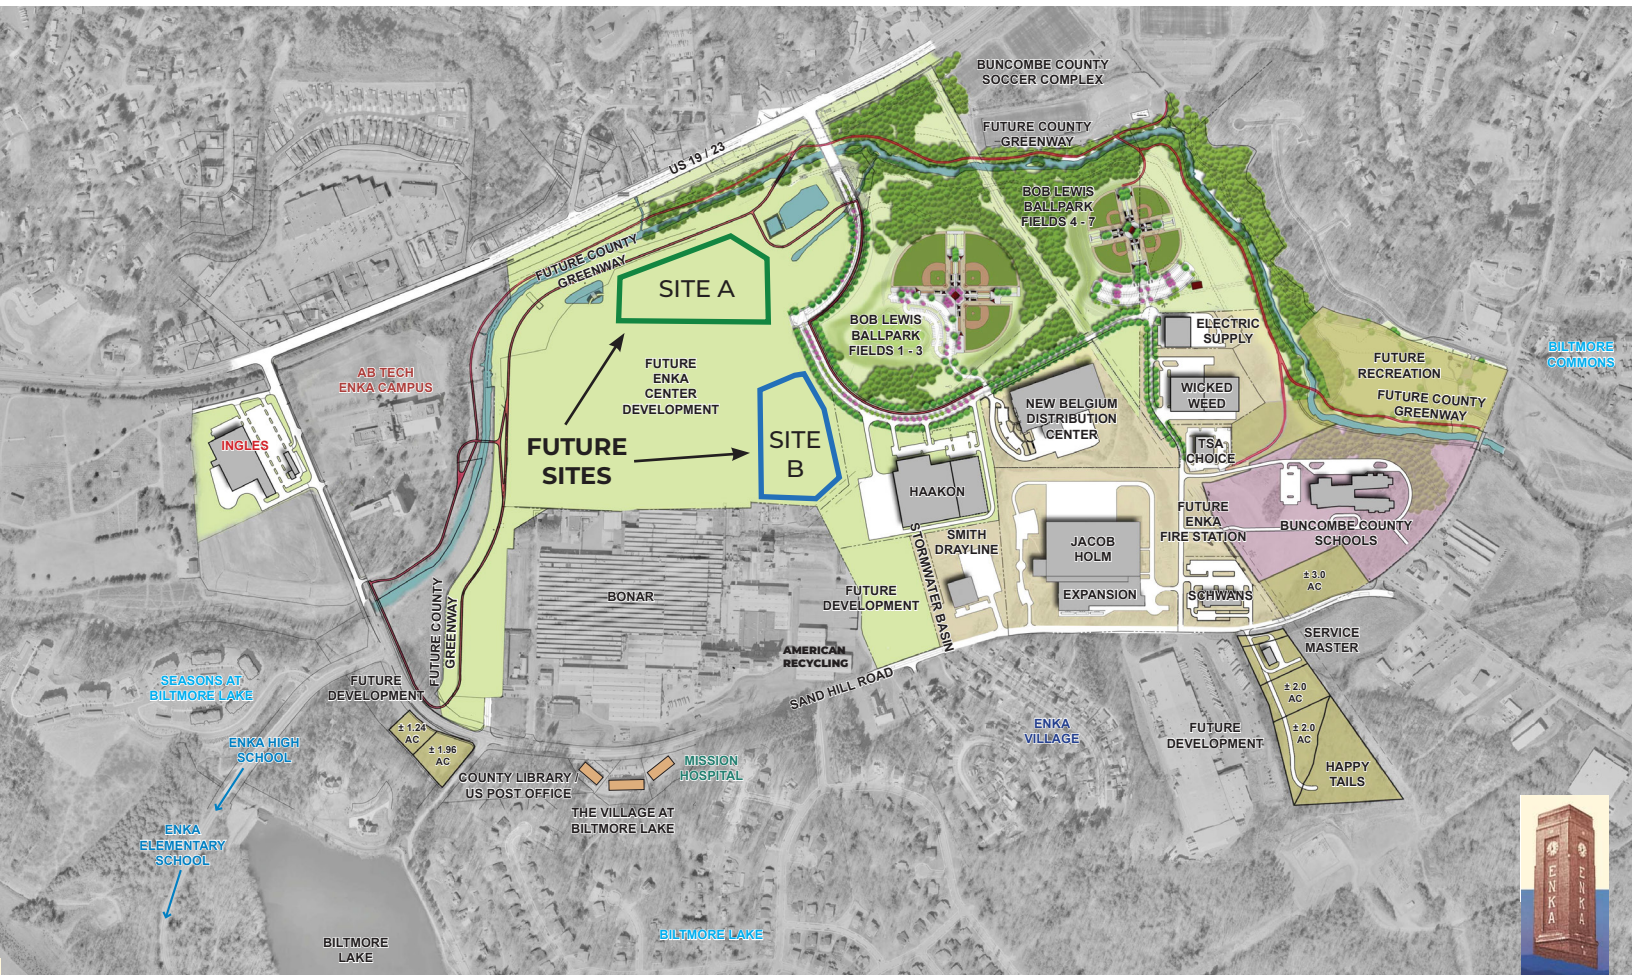 BUNCOMBE COUNTY
SOCCER COMPLEX
FUTURE COUNTY
GREENWAY
US 19 / 23
BOB LEWIS
BALLPARK
FIELDS 4 - 7
FUTURE COUNTY
GREENWAY
SITE A
BOB LEWIS
BALLPARK
FIELDS 1 - 3
ELECTRIC
SUPPLY
BILTMORE
COMMONS
FUTURE
RECREATION
FUTURE COUNTY
GREENWAY
AB TECH
ENKA CAMPUS
FUTURE
ENKA
CENTER
DEVELOPMENT
WICKED
WEED
NEW BELGIUM
DISTRIBUTION
CENTER
INGLES
FUTURE
SITES
SITE
B
TSA
CHOICE
HAAKON
FUTURE
ENKA
FIRE STATION
BUNCOMBE COUNTY
SCHOOLS
SMITH
DRAYLINE
JACOB
HOLM
EXPANSION
STORMWATER BASIN
± 3.0
AC
SCHWANS
BONAR
FUTURE
DEVELOPMENT
FUTURE COUNTY
GREENWAY
AMERICAN
RECYCLING
SAND HILL ROAD
SERVICE
MASTER
SEASONS AT
BILTMORE LAKE
FUTURE
DEVELOPMENT
± 2.0
AC
± 1.24
AC
± 1.96
AC
ENKA HIGH
SCHOOL
ENKA
VILLAGE
FUTURE
DEVELOPMENT
± 2.0
AC
HAPPY
TAILS
MISSION
HOSPITAL
COUNTY LIBRARY /
US POST OFFICE
THE VILLAGE AT
BILTMORE LAKE
ENKA
ELEMENTARY
SCHOOL
BILTMORE LAKE
BILTMORE
LAKE
ENKA
ENKA